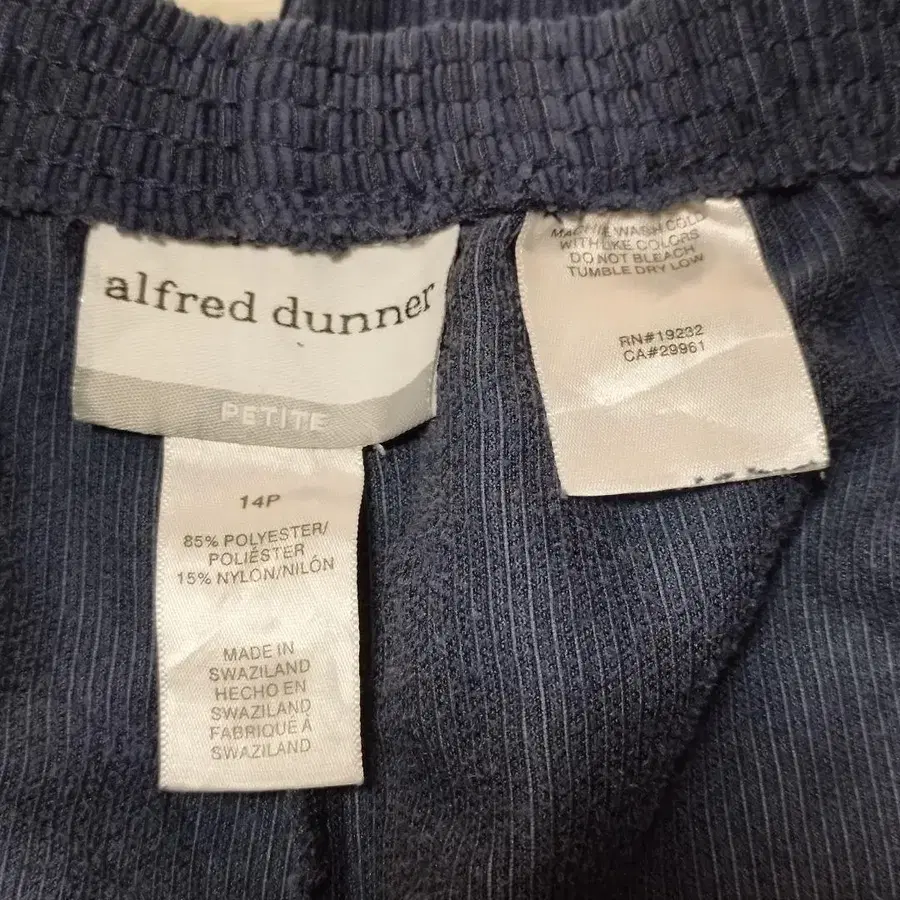 alfred dunner
PETITE
14P
85% POLYESTER/
POLIÉSTER
15% NYLON/NILÓN
MADE IN
SWAZILAND
HECHO EN
SWAZILAND
FABRIQUÉ À
SWAZILAND
MACHINE WASH COLD
WITH LIKE COLORS
DO NOT BLEACH
TUMBLE DRY LOW
RN#19232
CA#29961